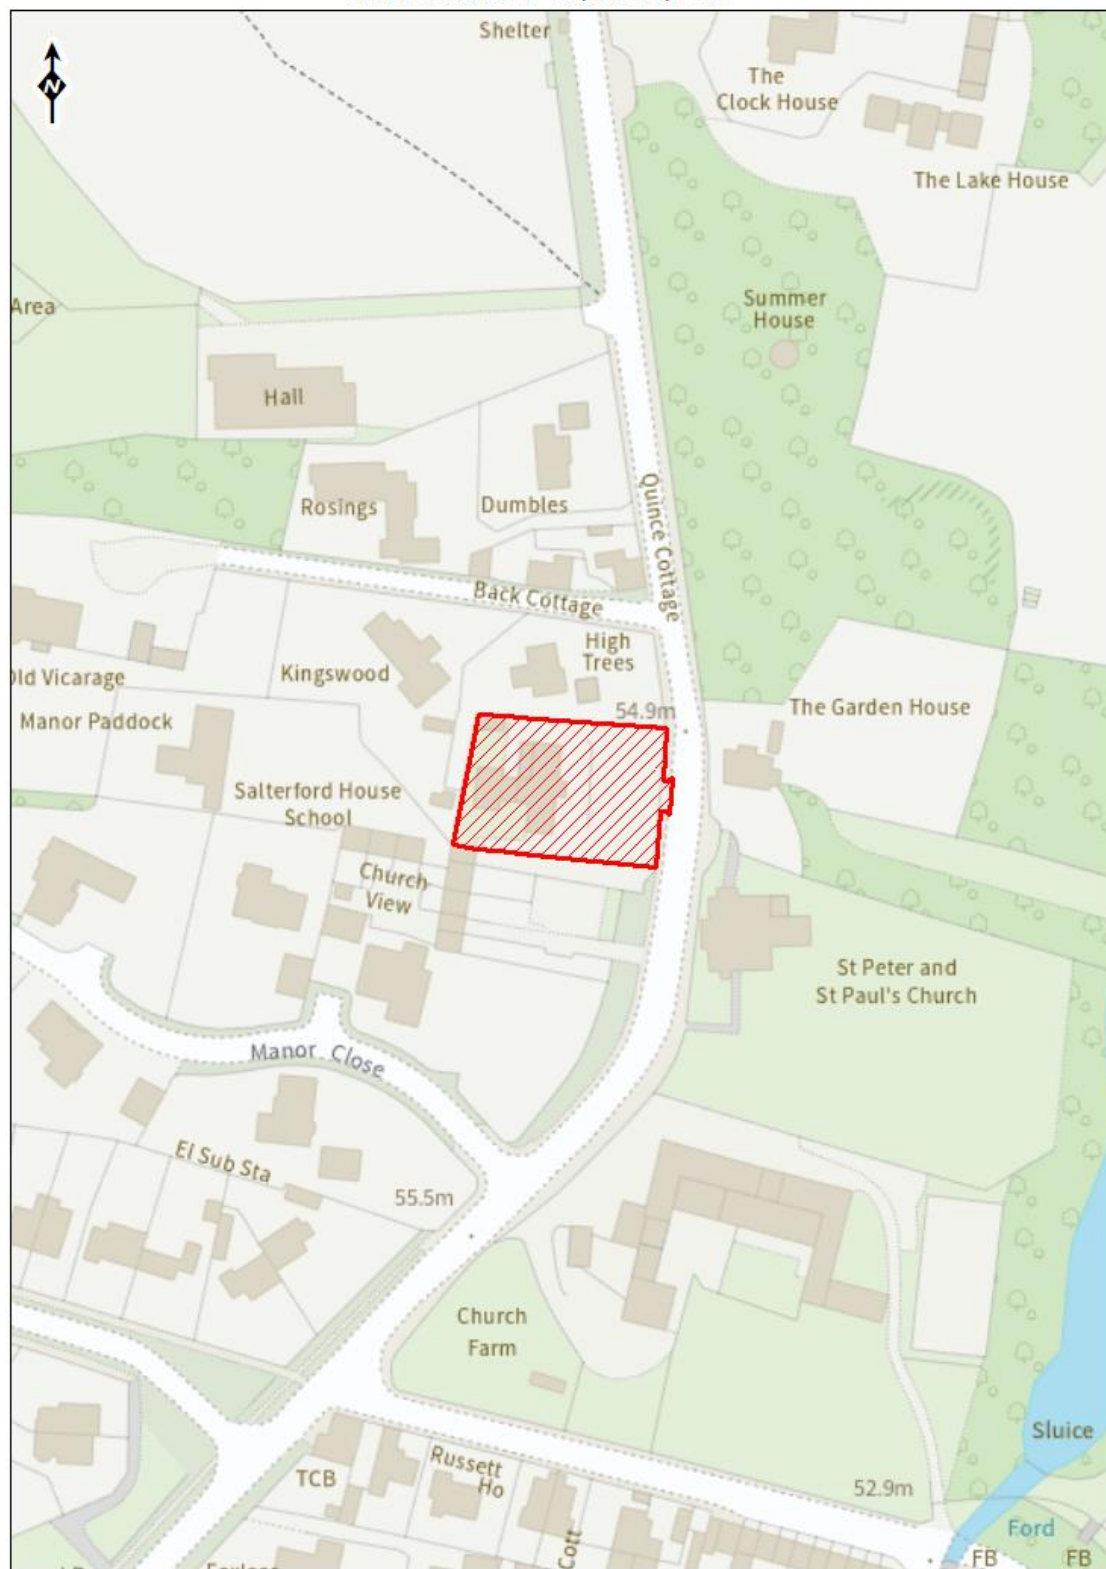 Shelter
N
The
Clock House
The Lake House
Area
Summer
House
Hall
Rosings
Dumbles
Quince Cottage
Back Cottage
High
Trees
Kingswood
Old Vicarage
Manor Paddock
54.9m
The Garden House
Salterford House
School
Church
View
St Peter and
St Paul's Church
Manor Close
El Sub Sta
55.5m
Church
Farm
Sluice
Russett
Ho
TCB
52.9m
Cott
Ford
FB
FB